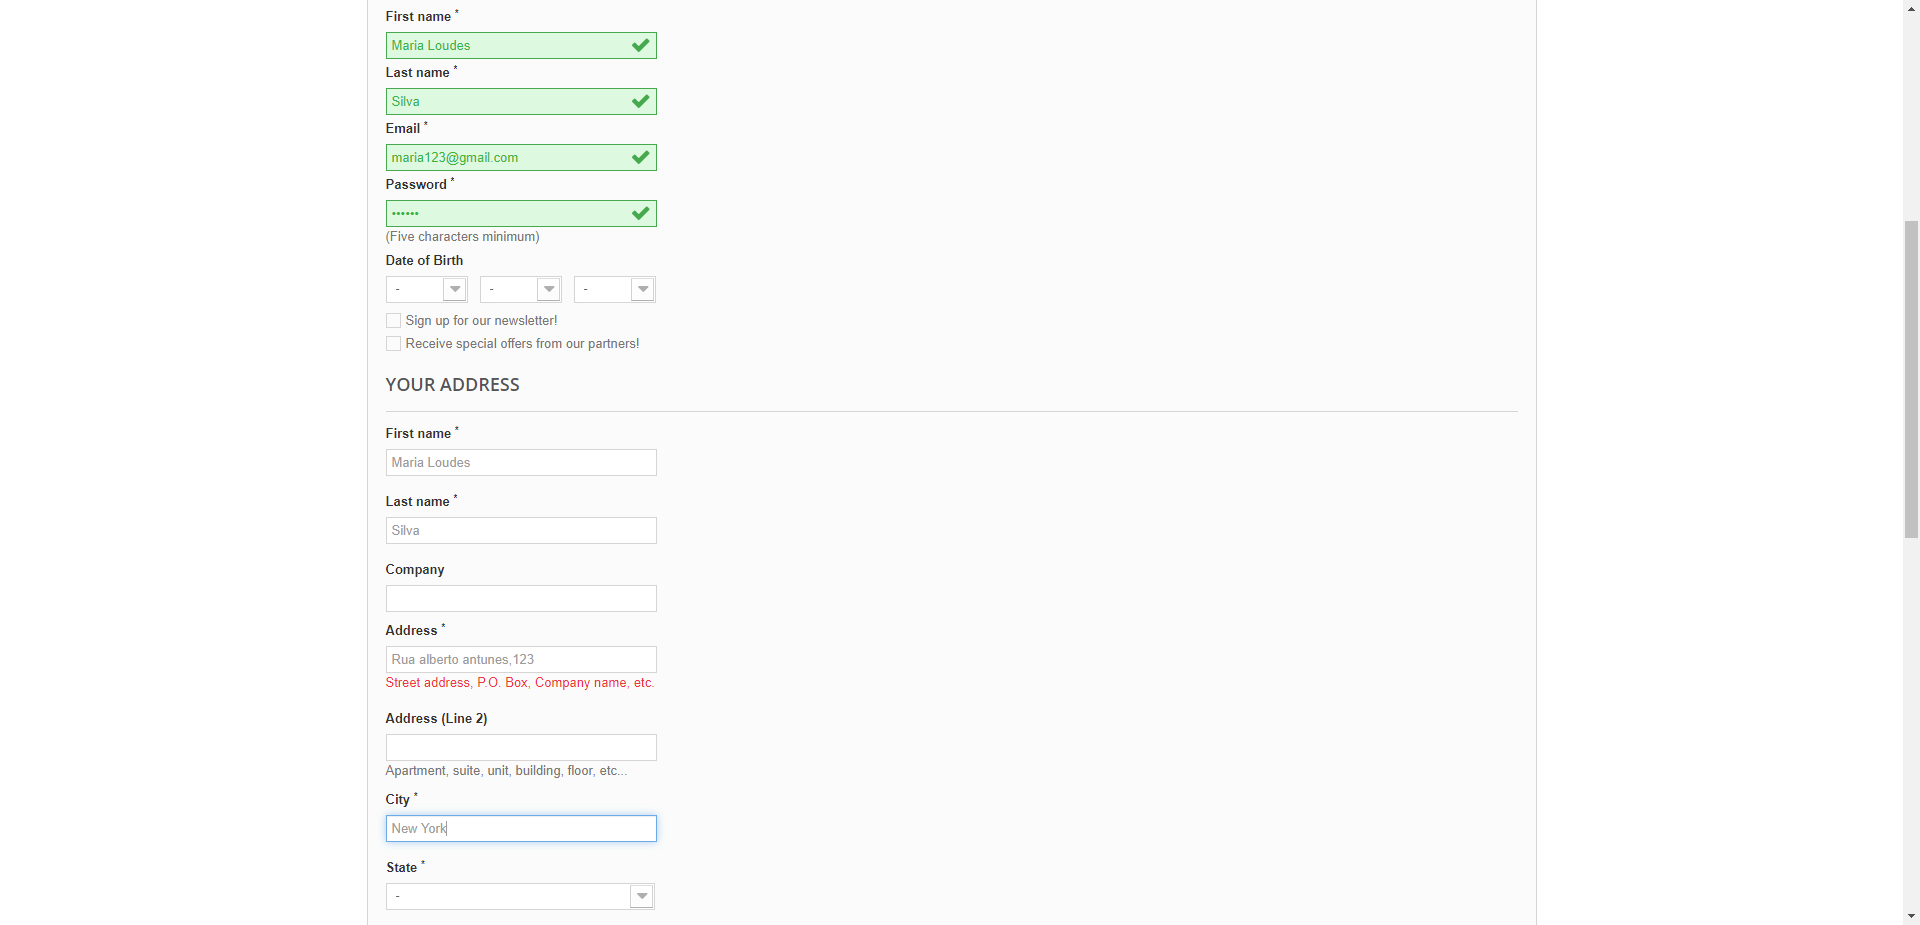 First name *
Maria Loudes
Last name *
Silva
Email *
maria123@gmail.com
Password *
••••••
(Five characters minimum)
Date of Birth
- - -
Sign up for our newsletter!
Receive special offers from our partners!
YOUR ADDRESS
First name *
Maria Loudes
Last name *
Silva
Company
Address *
Rua alberto antunes,123
Street address, P.O. Box, Company name, etc.
Address (Line 2)
Apartment, suite, unit, building, floor, etc...
City *
New York
State *
-